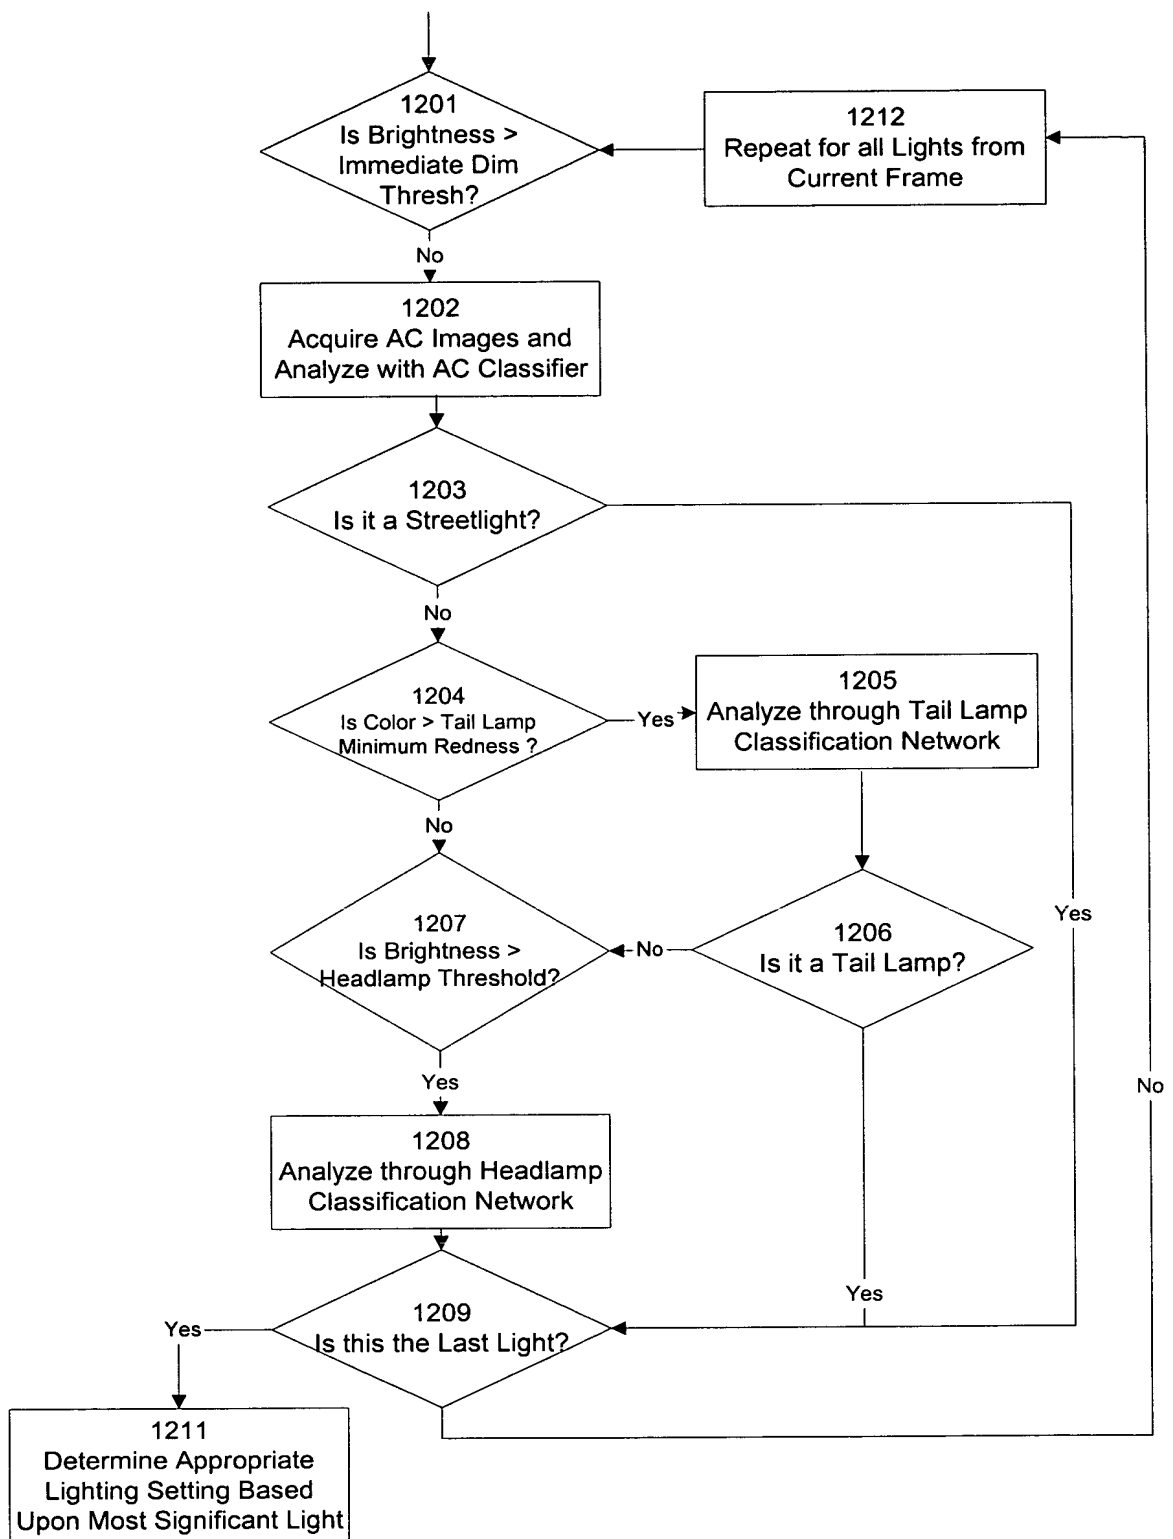 1201
Is Brightness >
Immediate Dim
Thresh?
1212
Repeat for all Lights from
Current Frame
No
1202
Acquire AC Images and
Analyze with AC Classifier
1203
Is it a Streetlight?
No
1204
Is Color > Tail Lamp
Minimum Redness ?
Yes
1205
Analyze through Tail Lamp
Classification Network
No
1207
Is Brightness >
Headlamp Threshold?
No
1206
Is it a Tail Lamp?
Yes
Yes
No
1208
Analyze through Headlamp
Classification Network
Yes
1209
Is this the Last Light?
Yes
1211
Determine Appropriate
Lighting Setting Based
Upon Most Significant Light